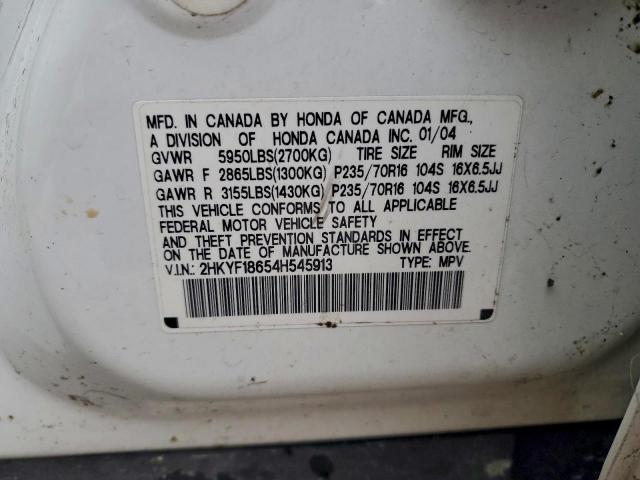 MFD. IN CANADA BY HONDA OF CANADA MFG.,
A DIVISION OF HONDA CANADA INC. 01/04
GVWR 5950LBS(2700KG) TIRE SIZE RIM SIZE
GAWR F 2865LBS(1300KG) P235/70R16 104S 16X6.5JJ
GAWR R 3155LBS(1430KG) P235/70R16 104S 16X6.5JJ
THIS VEHICLE CONFORMS TO ALL APPLICABLE
FEDERAL MOTOR VEHICLE SAFETY
AND THEFT PREVENTION STANDARDS IN EFFECT
ON THE DATE OF MANUFACTURE SHOWN ABOVE.
V.I.N.: 2HKYF18654H545913 TYPE: MPV